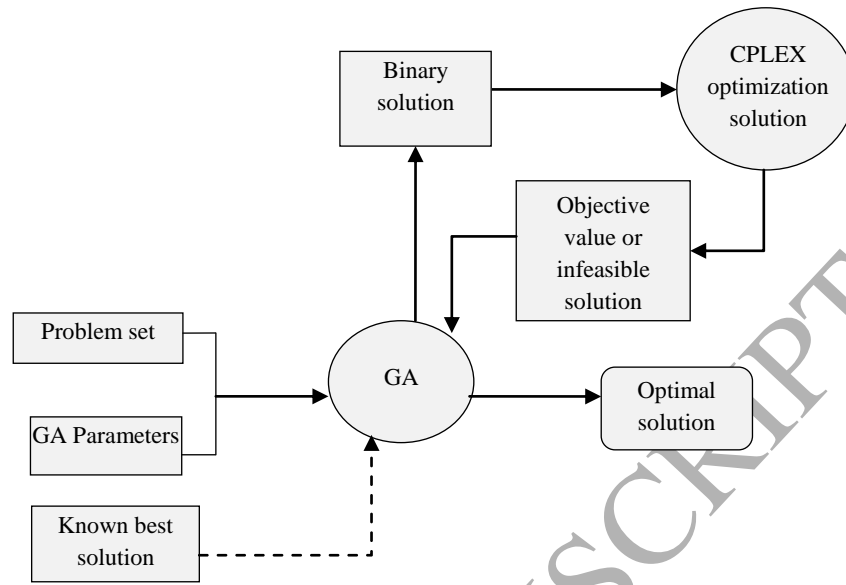 Binary
solution
CPLEX
optimization
solution
Objective
value or
infeasible
solution
Problem set
GA
Optimal
solution
GA Parameters
Known best
solution
SCRIPT